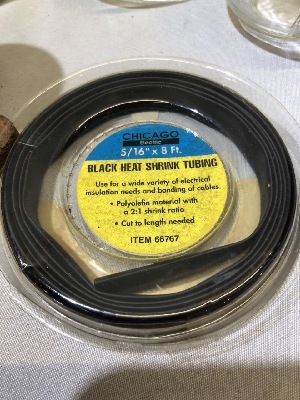 CHICAGO
Electric
5/16" x 8 Ft.
BLACK HEAT SHRINK TUBING
Use for a wide variety of electrical
insulation needs and banding of cables.
• Polyolefin material with
a 2:1 shrink ratio
• Cut to length needed
ITEM 66767